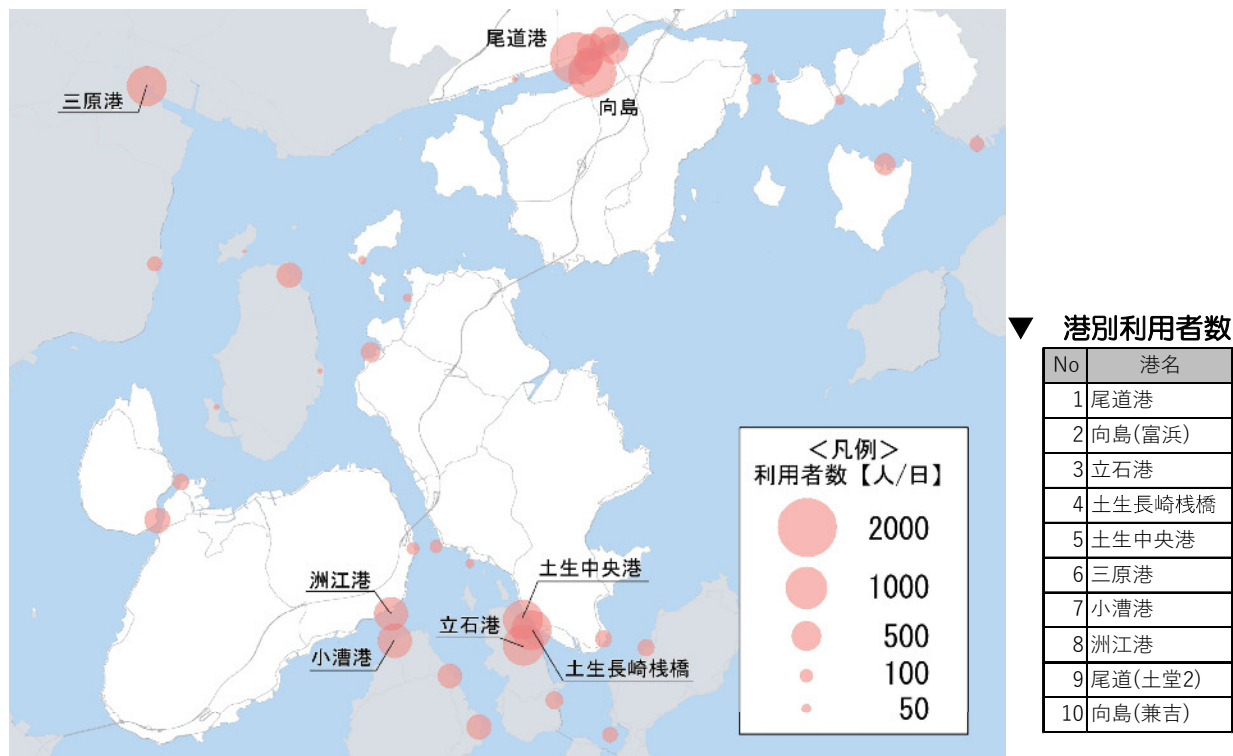 尾道港
三原港
向島
▼ 港別利用者数
No 港名
1 尾道港
2 向島(富浜)
3 立石港
4 土生長崎桟橋
5 土生中央港
6 三原港
7 小漕港
8 洲江港
9 尾道(土堂2)
10 向島(兼吉)
<凡例>
利用者数【人/日】
2000
1000
500
100
50
土生中央港
洲江港
立石港
小漕港
土生長崎桟橋